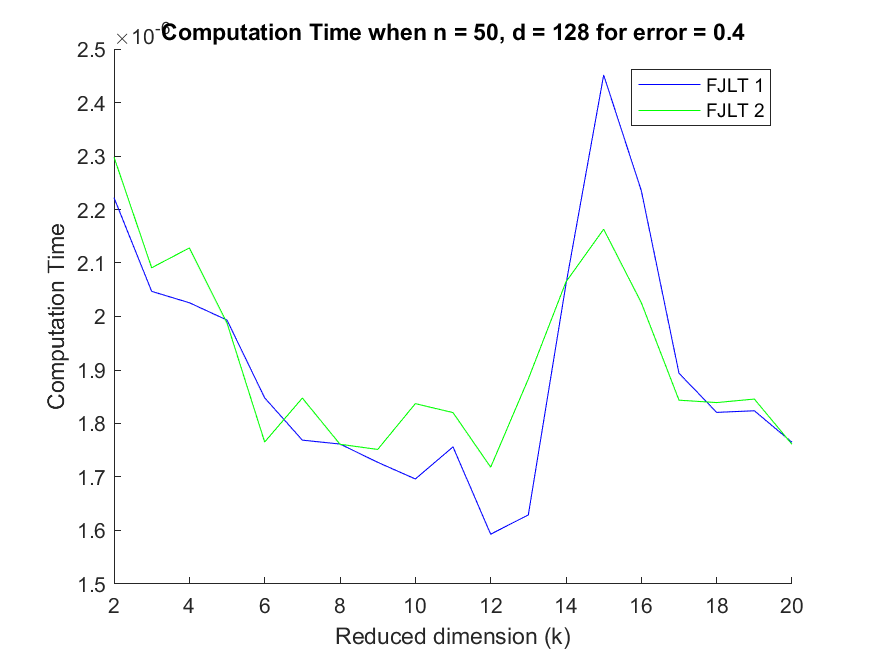 Computation Time when n = 50, d = 128 for error = 0.4
×10-6
2.5
2.4
2.3
2.2
2.1
2
1.9
1.8
1.7
1.6
1.5
Computation Time
FJLT 1
FJLT 2
2 4 6 8 10 12 14 16 18 20
Reduced dimension (k)